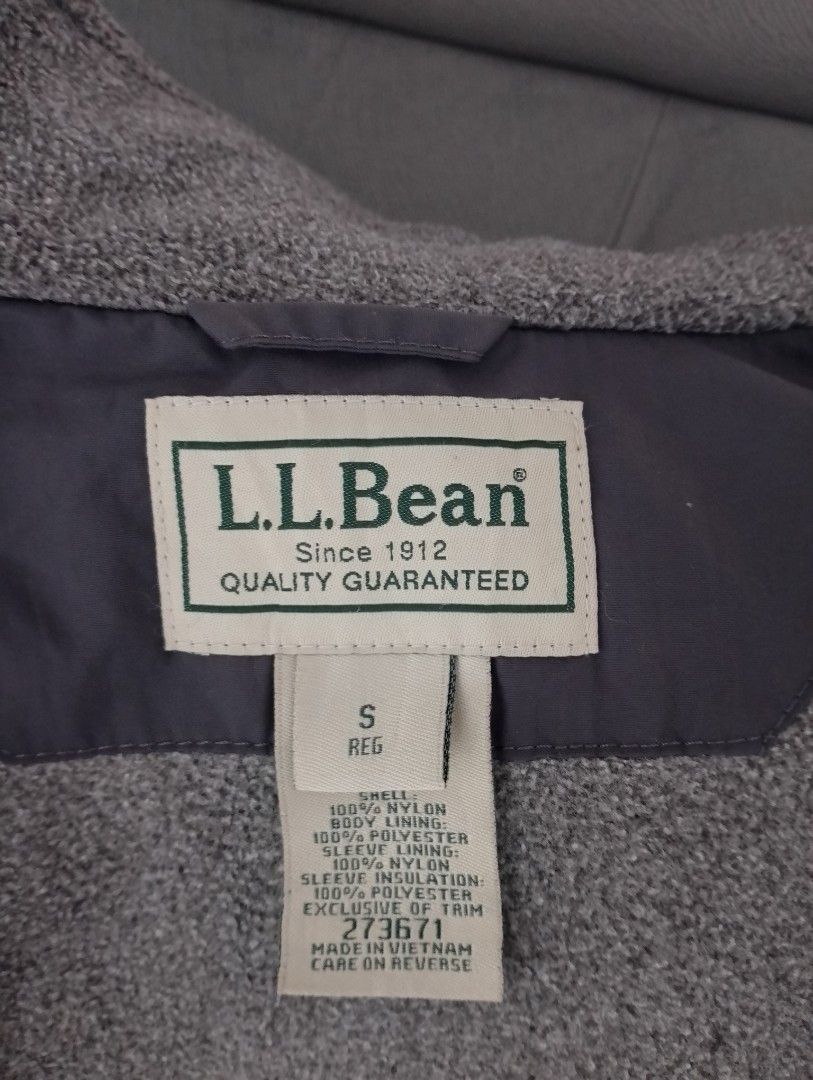 L.L.Bean®
Since 1912
QUALITY GUARANTEED
S
REG
SHELL:
100% NYLON
BODY LINING:
100% POLYESTER
SLEEVE LINING:
100% NYLON
SLEEVE INSULATION:
100% POLYESTER
EXCLUSIVE OF TRIM
273671
MADE IN VIETNAM
CARE ON REVERSE